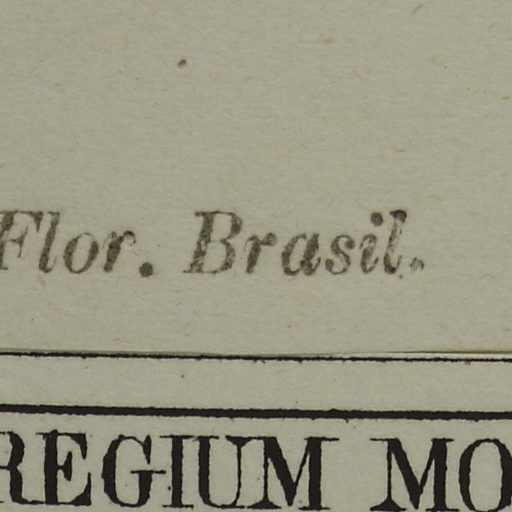 Flor. Brasil.
REGIUM MO